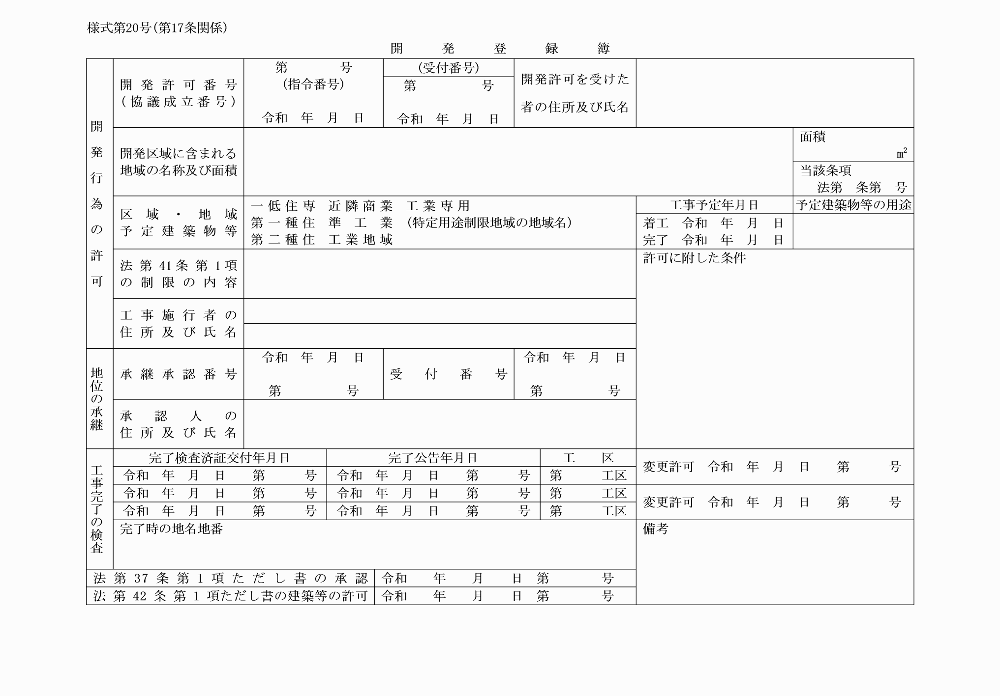 様式第20号(第17条関係)
開発登録簿
開発行為の許可
開発許可番号
(協議成立番号)
第　　号
(指令番号)
令和　年　月　日
(受付番号)
第　　号
令和　年　月　日
開発許可を受けた
者の住所及び氏名
開発区域に含まれる
地域の名称及び面積
面積
m²
当該条項
法第　条第　号
区域・地域
予定建築物等
一低住専　近隣商業　工業専用
第一種住　準工業　(特定用途制限地域の地域名)
第二種住　工業地域
工事予定年月日
着工　令和　年　月　日
完了　令和　年　月　日
予定建築物等の用途
法第41条第1項
の制限の内容
許可に附した条件
工事施行者の
住所及び氏名
地位の承継
承継承認番号
令和　年　月　日
第　　号
受付番号
令和　年　月　日
第　　号
承認人の
住所及び氏名
工事完了の検査
完了検査済証交付年月日　完了公告年月日　工区
令和　年　月　日　第　　号　令和　年　月　日　第　　号　第　　工区
令和　年　月　日　第　　号　令和　年　月　日　第　　号　第　　工区
令和　年　月　日　第　　号　令和　年　月　日　第　　号　第　　工区
変更許可　令和　年　月　日　第　　号
変更許可　令和　年　月　日　第　　号
完了時の地名地番
備考
法第37条第1項ただし書の承認　令和　年　月　日　第　　号
法第42条第1項ただし書の建築等の許可　令和　年　月　日　第　　号